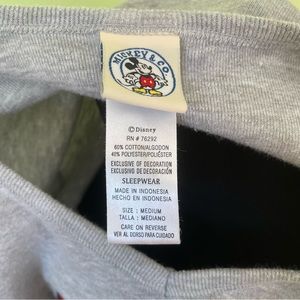 MICKEY & CO.
© Disney
RN # 76292
60% COTTON/ALGODON
40% POLYESTER/POLIÉSTER
EXCLUSIVE OF DECORATION
EXCLUSIVO DE DECORACIÓN
SLEEPWEAR
MADE IN INDONESIA
HECHO EN INDONESIA
SIZE : MEDIUM
TALLA : MEDIANO
CARE ON REVERSE
VER AL DORSO PARA CUIDADO